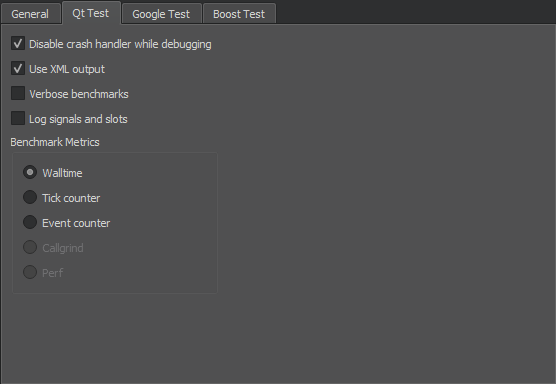 General Qt Test Google Test Boost Test
Disable crash handler while debugging
Use XML output
Verbose benchmarks
Log signals and slots
Benchmark Metrics
Walltime
Tick counter
Event counter
Callgrind
Perf